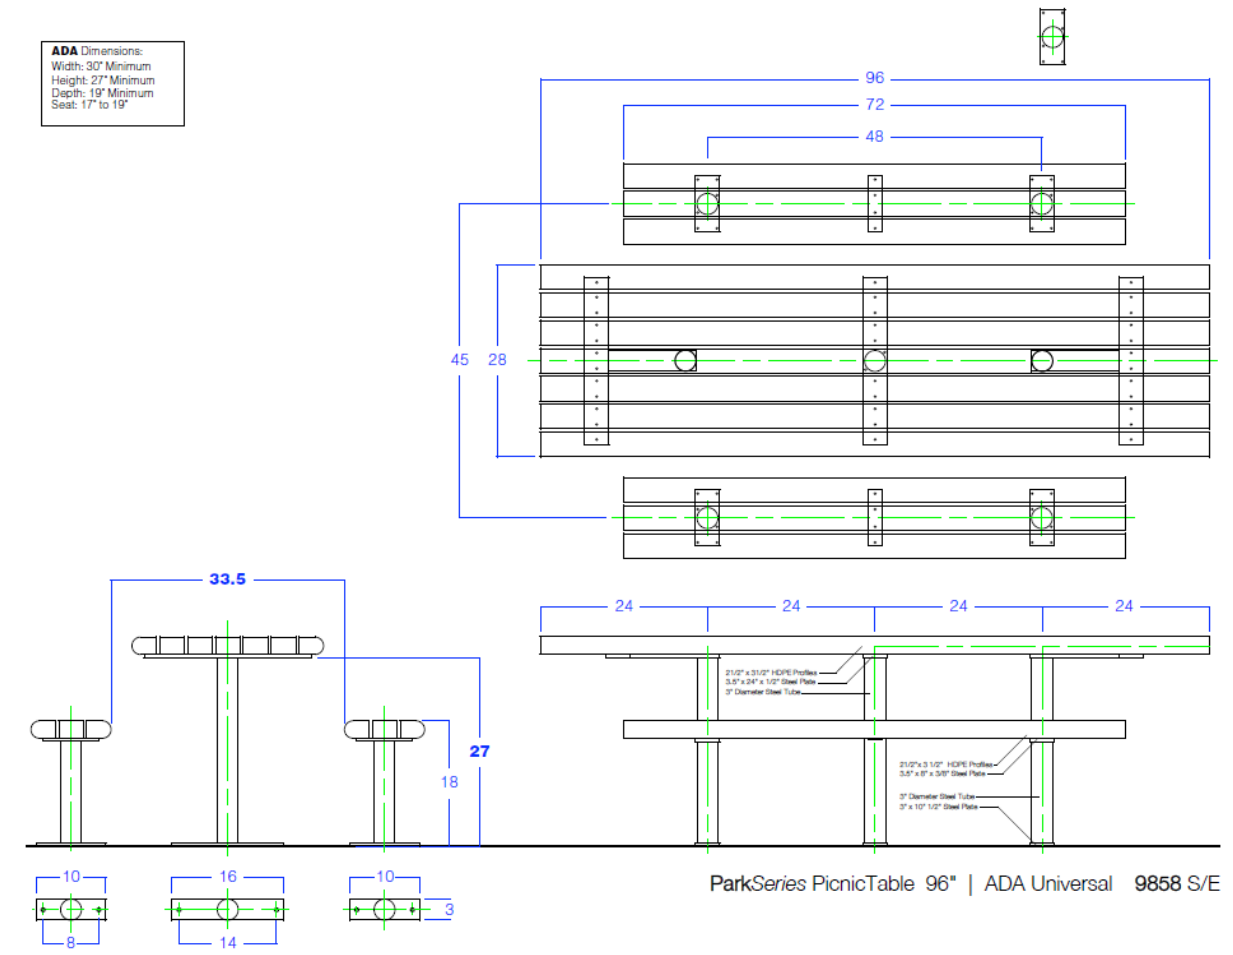 ADA Dimensions:
Width: 30" Minimum
Height: 27" Minimum
Depth: 19" Minimum
Seat: 17" to 19"
96
72
48
45
28
33.5
24 24 24 24
21/2" x 31/2" HDPE Profiles
3.5" x 24" x 1/2" Steel Plate
3" Diameter Steel Tube
27
18
21/2"x 3 1/2" HDPE Profiles
3.5" x 8" x 3/8" Steel Plate
3" Diameter Steel Tube
3" x 10" 1/2" Steel Plate
10 16 10
3
8 14
ParkSeries PicnicTable 96" | ADA Universal 9858 S/E